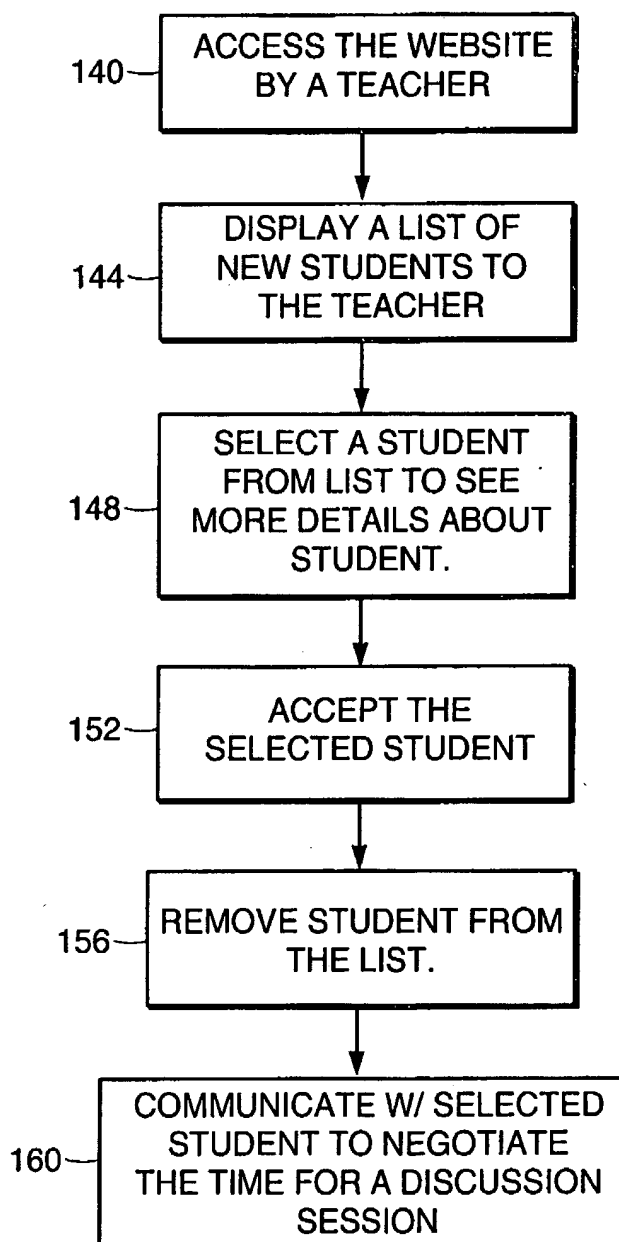 140
ACCESS THE WEBSITE
BY A TEACHER
144
DISPLAY A LIST OF
NEW STUDENTS TO
THE TEACHER
148
SELECT A STUDENT
FROM LIST TO SEE
MORE DETAILS ABOUT
STUDENT.
152
ACCEPT THE
SELECTED STUDENT
156
REMOVE STUDENT FROM
THE LIST.
160
COMMUNICATE W/ SELECTED
STUDENT TO NEGOTIATE
THE TIME FOR A DISCUSSION
SESSION